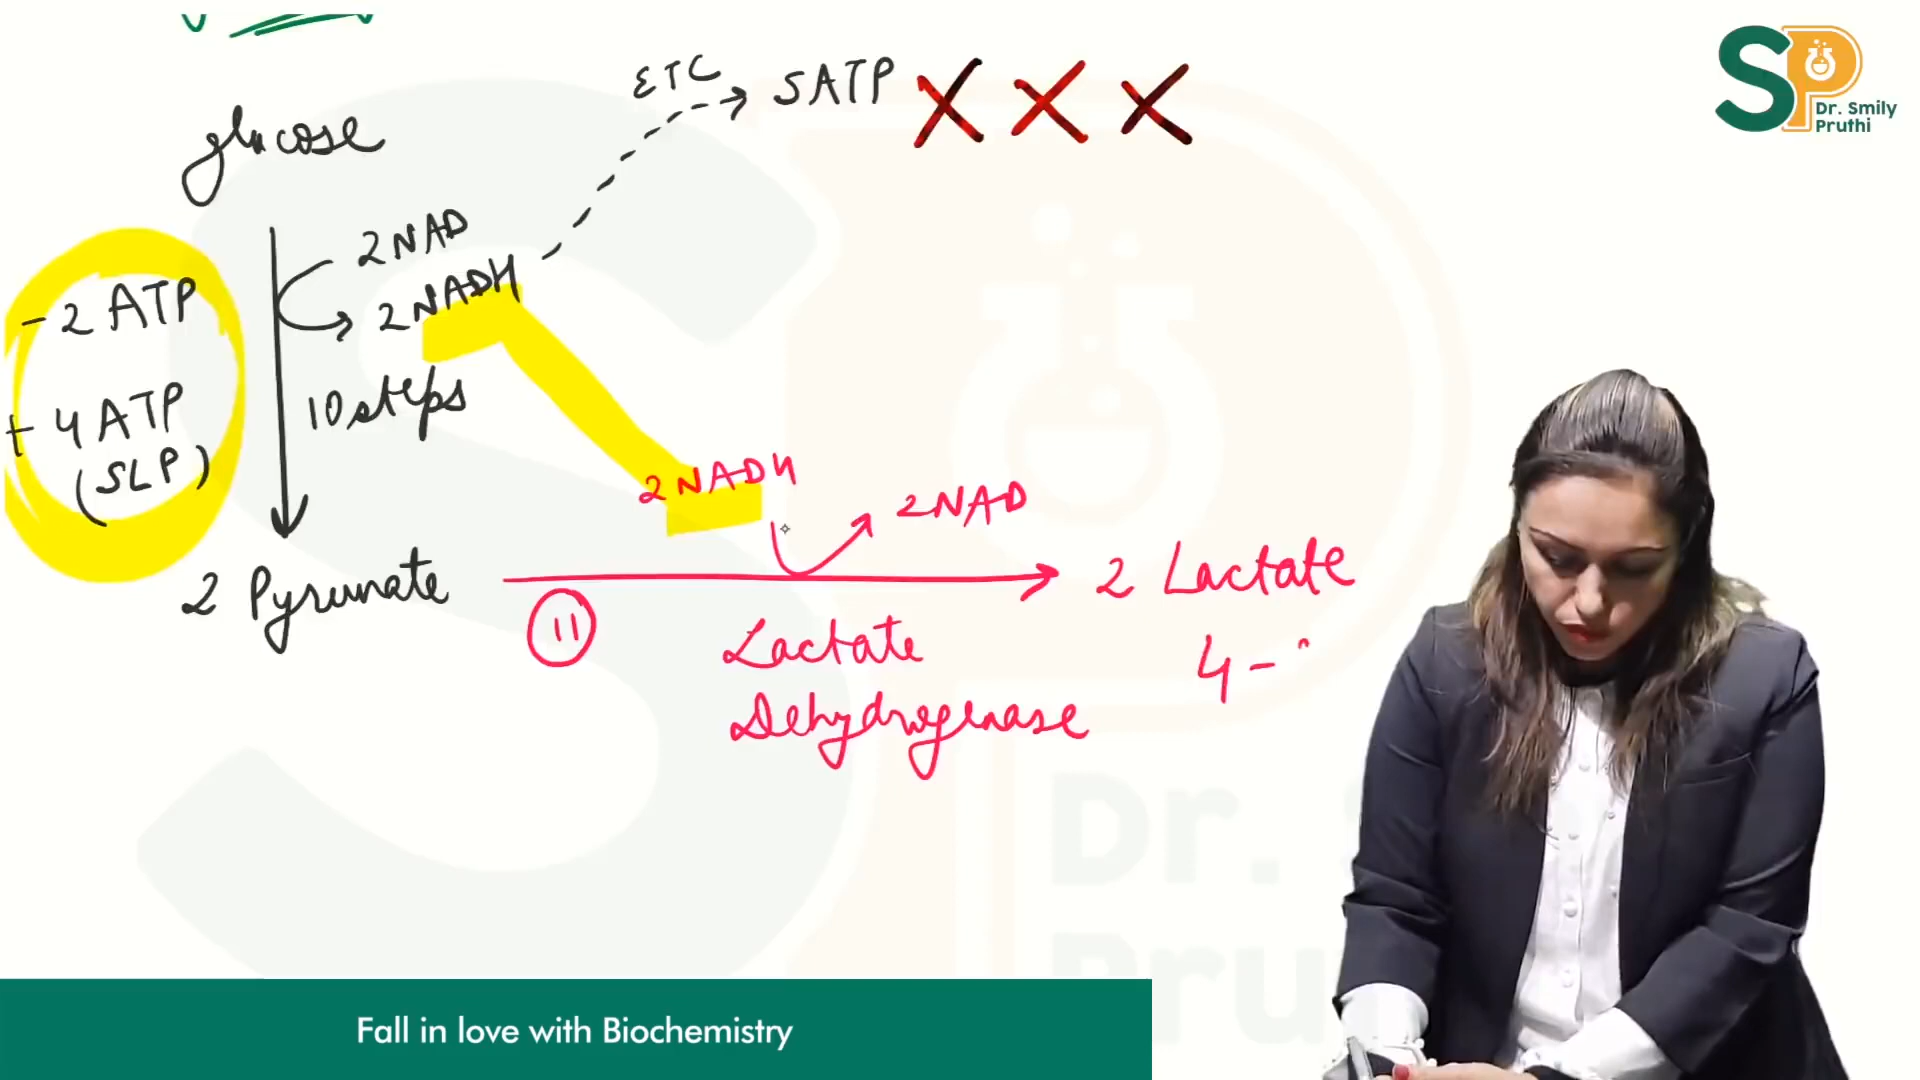 ETC
5ATP X X X
glucose
2NAD
2NADH
-2 ATP
+ 4 ATP
(SLP)
10 steps
2NADH
2NAD
2 Pyruvate
2 Lactate
11
Lactate
Dehydrogenase
4 -
SP
Dr. Smily
Pruthi
Fall in love with Biochemistry